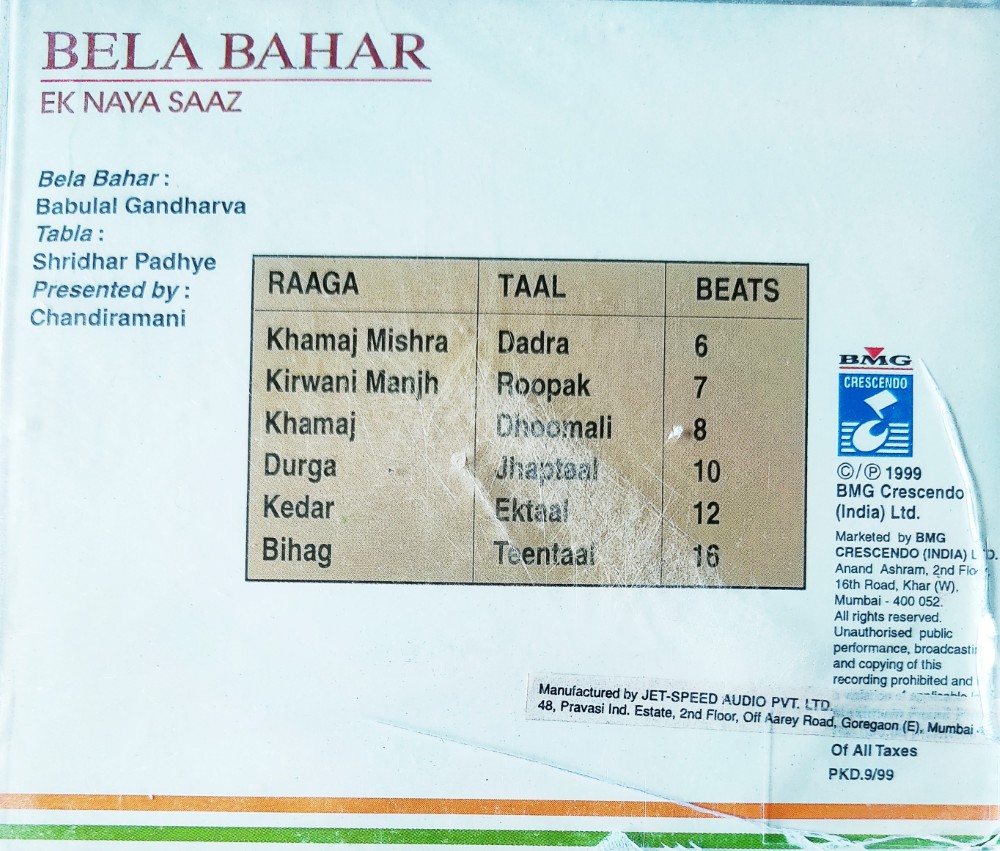 BELA BAHAR
EK NAYA SAAZ
Bela Bahar :
Babulal Gandharva
Tabla :
Shridhar Padhye
Presented by :
Chandiramani
RAAGA TAAL BEATS
Khamaj Mishra Dadra 6
Kirwani Manjh Roopak 7
Khamaj Dhoomali 8
Durga Jhaptaal 10
Kedar Ektaal 12
Bihag Teentaal 16
BMG
CRESCENDO
©/℗ 1999
BMG Crescendo
(India) Ltd.
Marketed by BMG
CRESCENDO (INDIA) LTD.
Anand Ashram, 2nd Floor,
16th Road, Khar (W),
Mumbai - 400 052.
All rights reserved.
Unauthorised public
performance, broadcasting
and copying of this
recording prohibited and
Manufactured by JET-SPEED AUDIO PVT. LTD.
48, Pravasi Ind. Estate, 2nd Floor, Off Aarey Road, Goregaon (E), Mumbai -
Of All Taxes
PKD.9/99